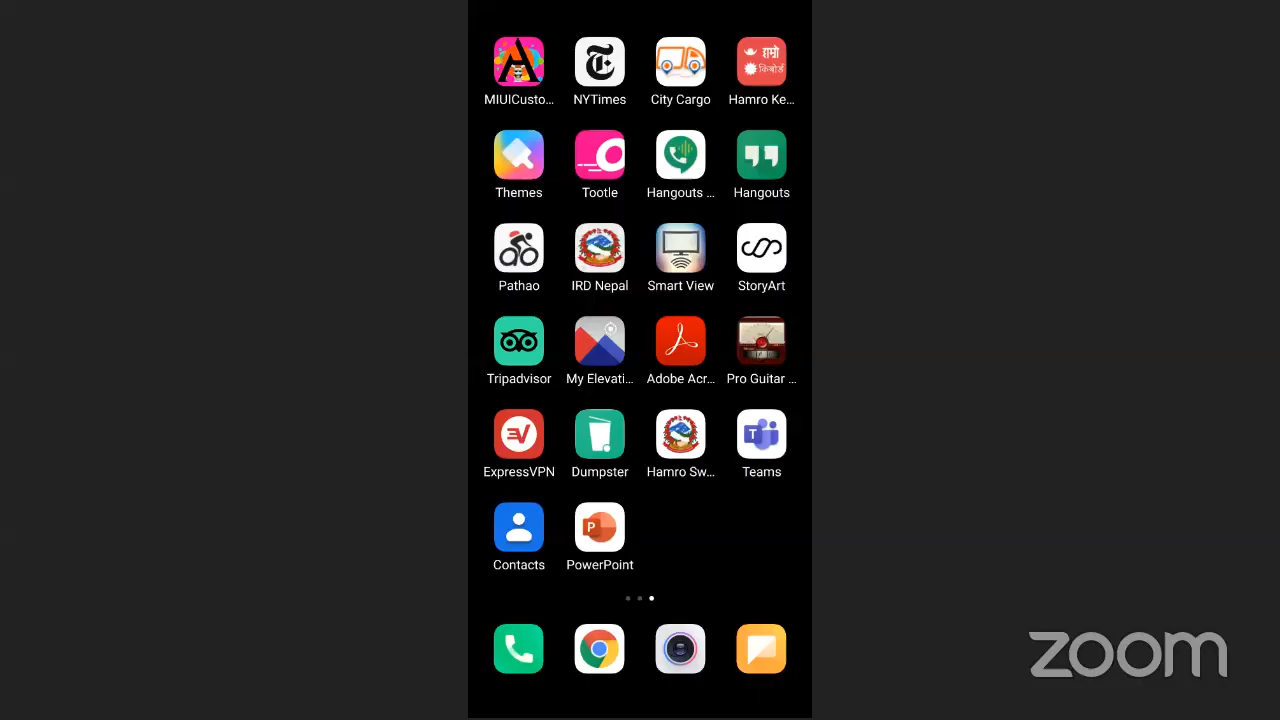 हाम्रो
किबोर्ड
MIUICusto...
NYTimes
City Cargo
Hamro Ke...
Themes
Tootle
Hangouts ...
Hangouts
Pathao
IRD Nepal
Smart View
StoryArt
Tripadvisor
My Elevati...
Adobe Acr...
Pro Guitar ...
ExpressVPN
Dumpster
Hamro Sw...
T
Teams
P
Contacts
PowerPoint
zoom